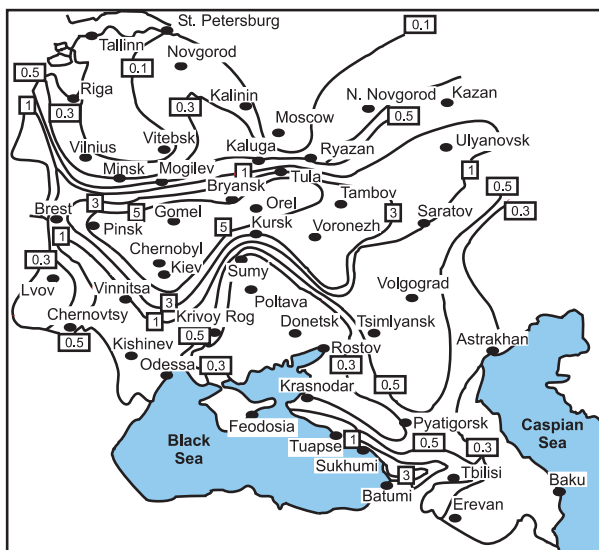 St. Petersburg
0.1
Tallinn
Novgorod
0.5
0.1
Kazan
1
Riga
0.3
Kalinin
N. Novgorod
0.3
Moscow
0.5
Vitebsk
Kaluga
Ryazan
Ulyanovsk
Vilnius
Minsk
Mogilev
1
Tula
1
Bryansk
0.5
3
Tambov
Brest
5
Orel
3
0.3
Pinsk
Gomel
5
Kursk
Saratov
1
Voronezh
Chernobyl
0.3
Kiev
Sumy
Lvov
Vinnitsa
3
Poltava
Volgograd
Chernovtsy
1
Krivoy Rog
0.5
Donetsk
Tsimlyansk
0.5
Kishinev
Astrakhan
Odessa
0.3
Rostov
0.3
Krasnodar
0.5
Feodosia
Pyatigorsk
Black
Sea
Tuapse
1
0.5
0.3
Caspian
Sea
Sukhumi
3
Tbilisi
Batumi
Baku
Erevan